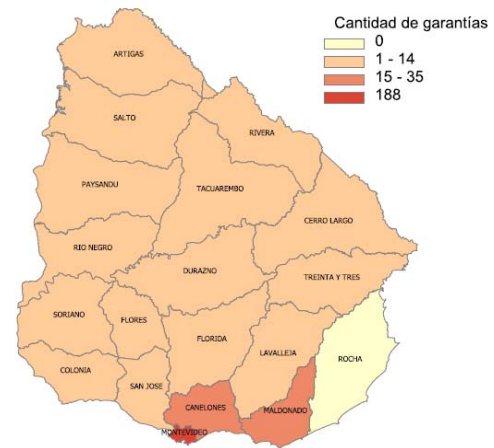 Cantidad de garantías
0
1 - 14
15 - 35
188
ARTIGAS
SALTO
RIVERA
PAYSANDU
TACUAREMBO
CERRO LARGO
RIO NEGRO
DURAZNO
TREINTA Y TRES
SORIANO
FLORES
FLORIDA
LAVALLEJA
ROCHA
COLONIA
SAN JOSE
CANELONES
MALDONADO
MONTEVIDEO